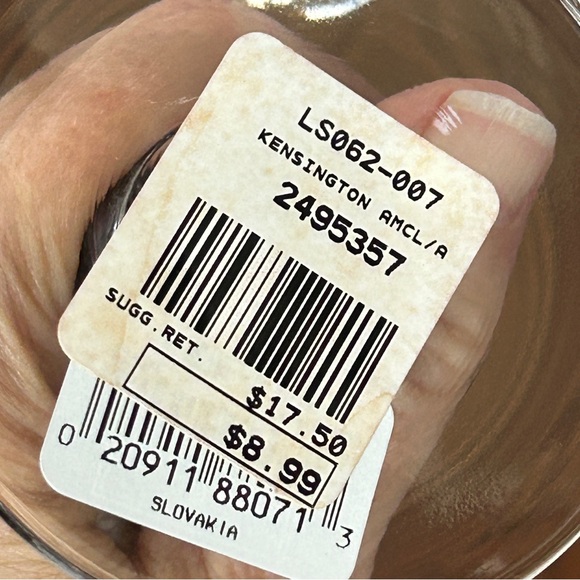 LS062-007
KENSINGTON AMCL/A
2495357
SUGG.RET.
$17.50
$8.99
0 20911 88071 3
SLOVAKIA